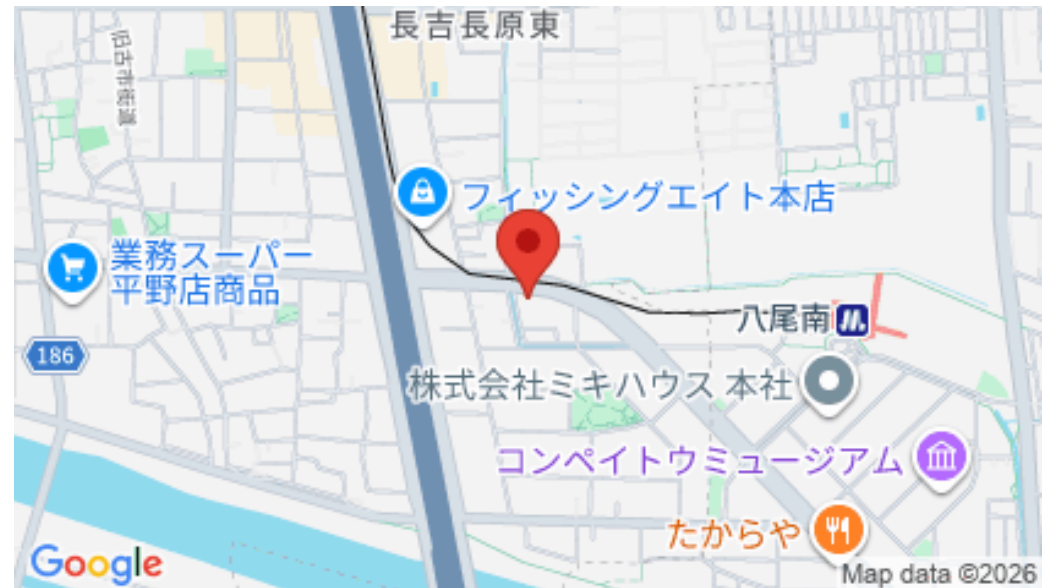 長吉長原東
旧古市街道
フィッシングエイト本店
業務スーパー
平野店商品
八尾南
186
株式会社ミキハウス 本社
コンペイトウミュージアム
たからや
Google
Map data ©2026